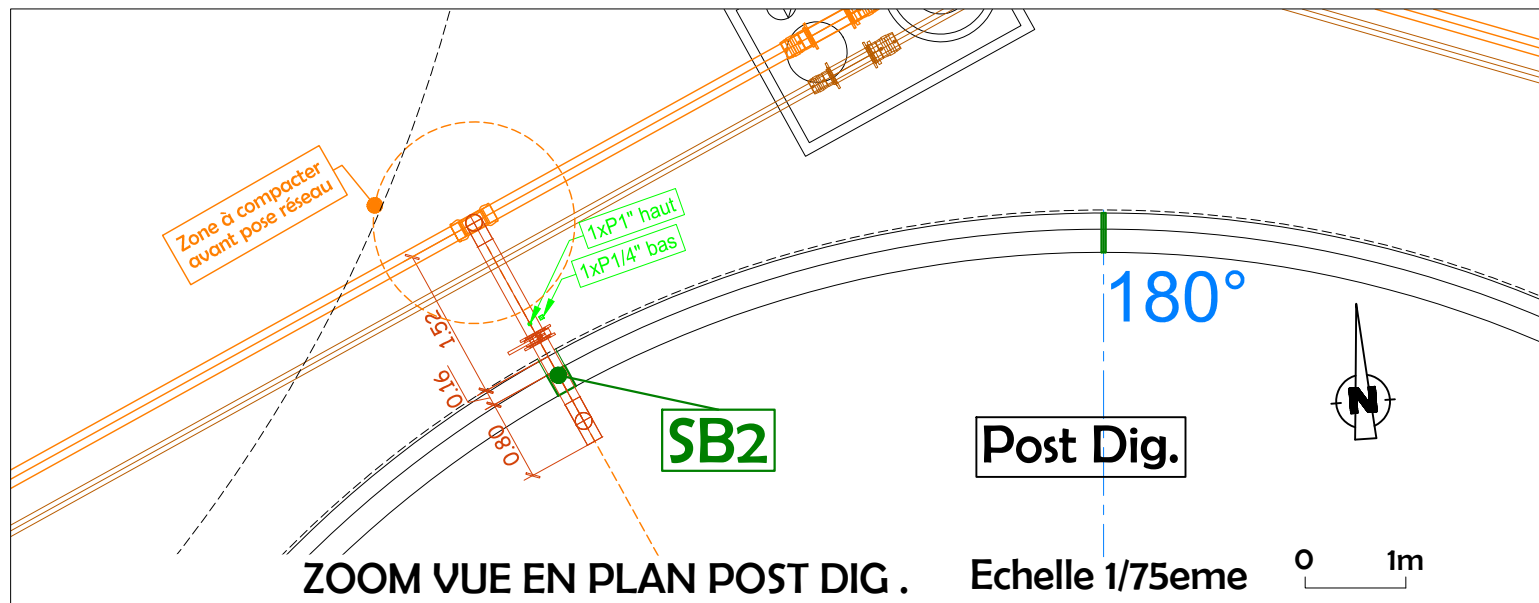 Zone à compacter
avant pose réseau
1xP1" haut
1xP1/4" bas
180°
1.52
0.16
0.80
SB2
Post Dig.
N
ZOOM VUE EN PLAN POST DIG .
Echelle 1/75eme
0 1m